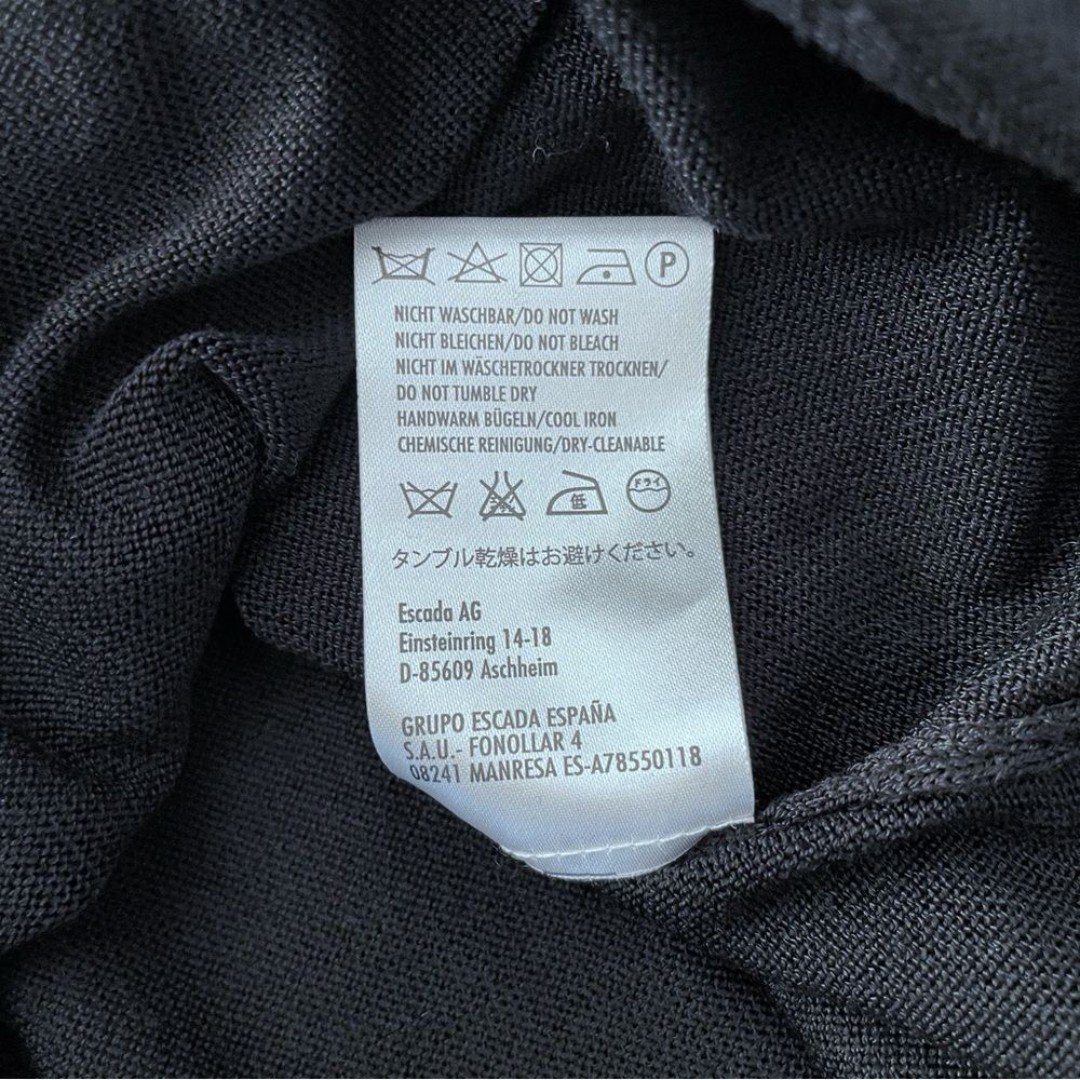 P
NICHT WASCHBAR/DO NOT WASH
NICHT BLEICHEN/DO NOT BLEACH
NICHT IM WÄSCHETROCKNER TROCKNEN/
DO NOT TUMBLE DRY
HANDWARM BÜGELN/COOL IRON
CHEMISCHE REINIGUNG/DRY-CLEANABLE
低 ドライ
タンブル乾燥はお避けください。
Escada AG
Einsteinring 14-18
D-85609 Aschheim
GRUPO ESCADA ESPAÑA
S.A.U.- FONOLLAR 4
08241 MANRESA ES-A78550118